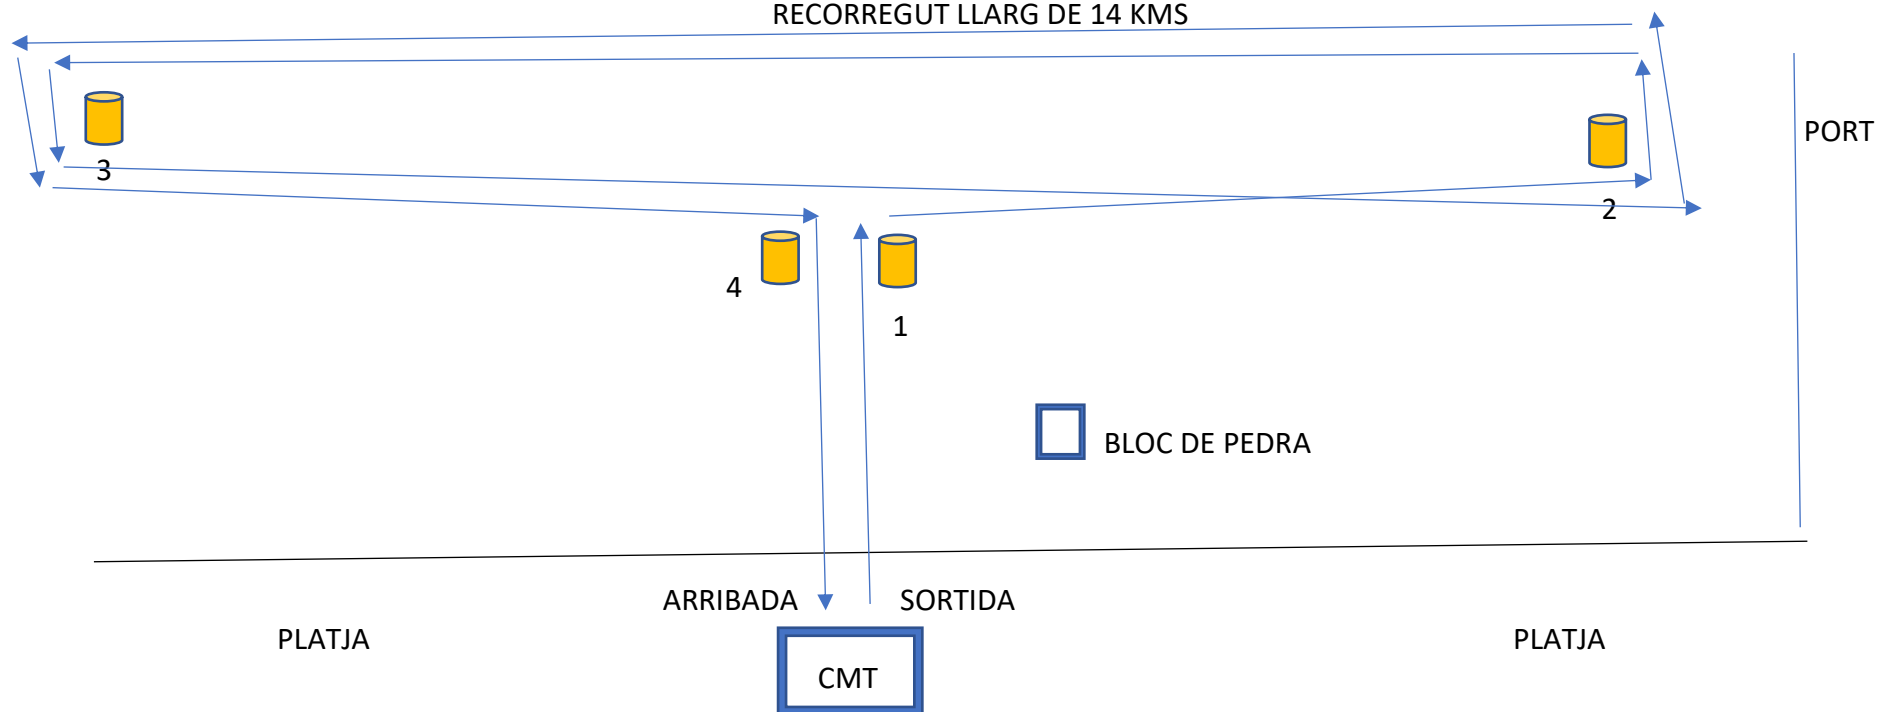 RECORREGUT LLARG DE 14 KMS
PORT
3
2
4
1
BLOC DE PEDRA
ARRIBADA
SORTIDA
PLATJA
PLATJA
CMT